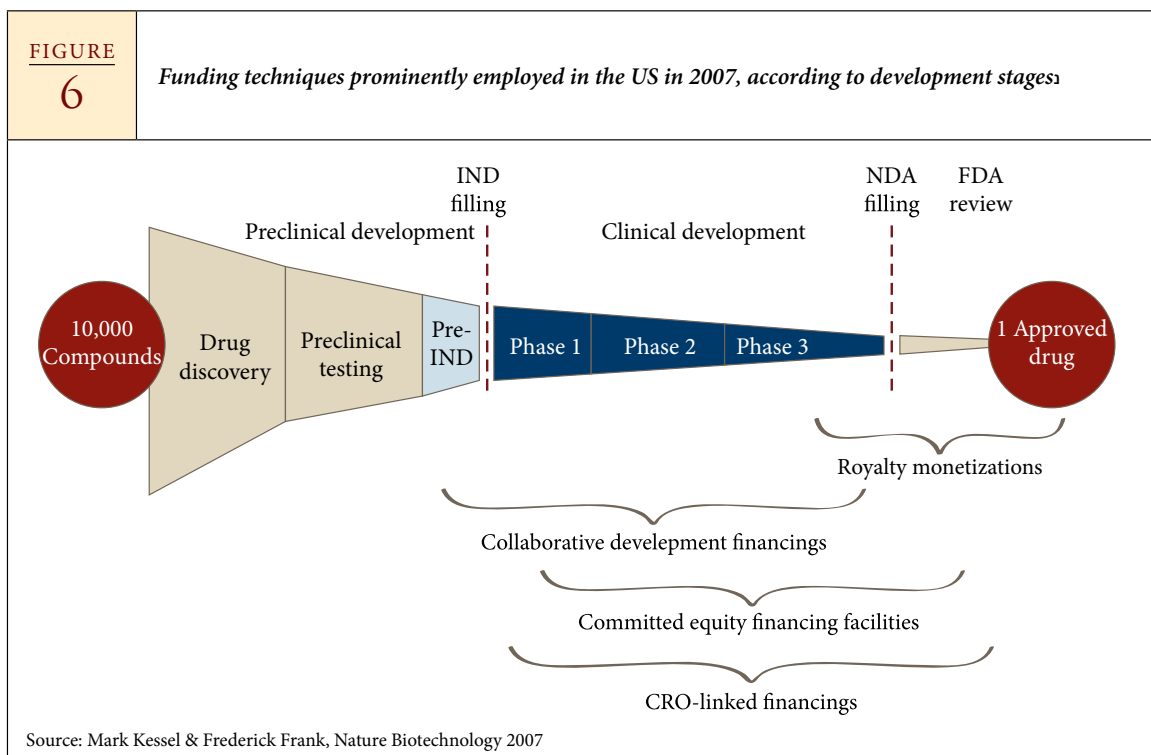 FIGURE
6
Funding techniques prominently employed in the US in 2007, according to development stages1
IND
filling
NDA
filling
FDA
review
Preclinical development
Clinical development
10,000
Compounds
Drug
discovery
Preclinical
testing
Pre-
IND
Phase 1
Phase 2
Phase 3
1 Approved
drug
Royalty monetizations
Collaborative develepment financings
Committed equity financing facilities
CRO-linked financings
Source: Mark Kessel & Frederick Frank, Nature Biotechnology 2007